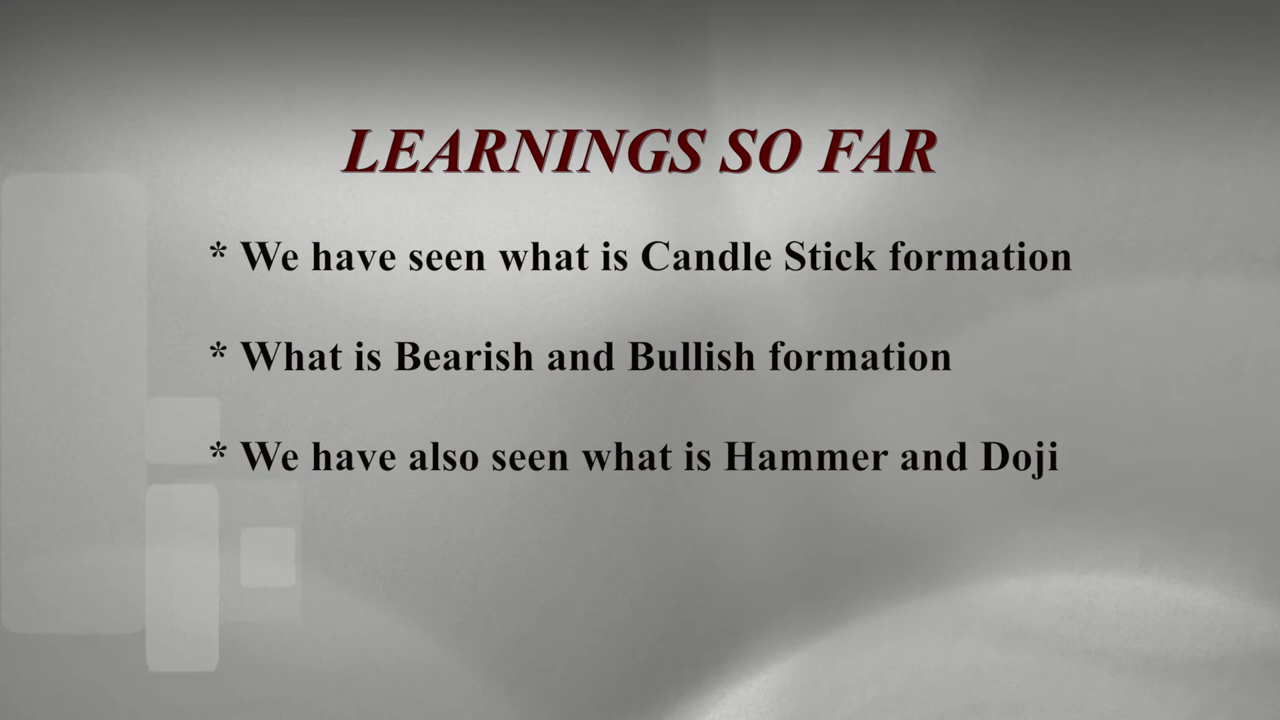 LEARNINGS SO FAR
* We have seen what is Candle Stick formation
* What is Bearish and Bullish formation
* We have also seen what is Hammer and Doji